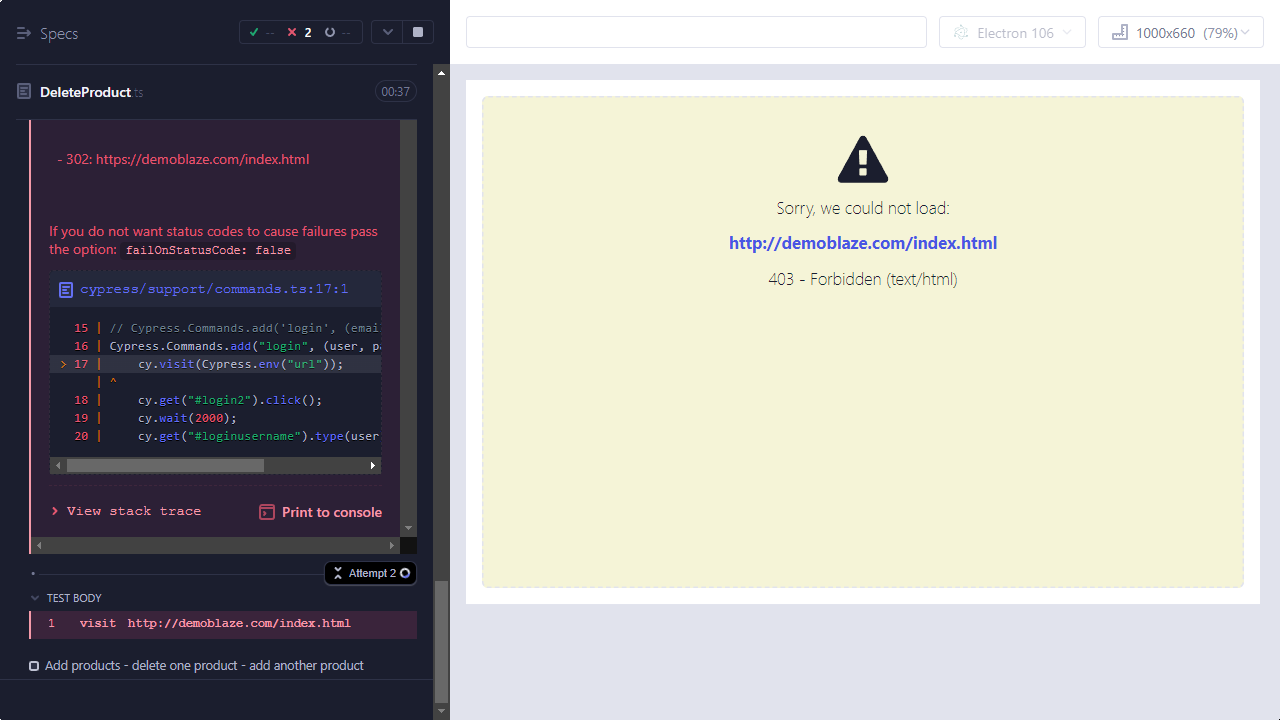 Specs
-- 2 --
DeleteProduct.ts
00:37
- 302: https://demoblaze.com/index.html
If you do not want status codes to cause failures pass
the option: failOnStatusCode: false
cypress/support/commands.ts:17:1
15 | // Cypress.Commands.add('login', (emai
16 | Cypress.Commands.add("login", (user, pa
> 17 |     cy.visit(Cypress.env("url"));
| ^
18 |     cy.get("#login2").click();
19 |     cy.wait(2000);
20 |     cy.get("#loginusername").type(user
View stack trace
Print to console
Attempt 2
TEST BODY
1 visit http://demoblaze.com/index.html
Add products - delete one product - add another product
Electron 106
1000x660 (79%)
Sorry, we could not load:
http://demoblaze.com/index.html
403 - Forbidden (text/html)